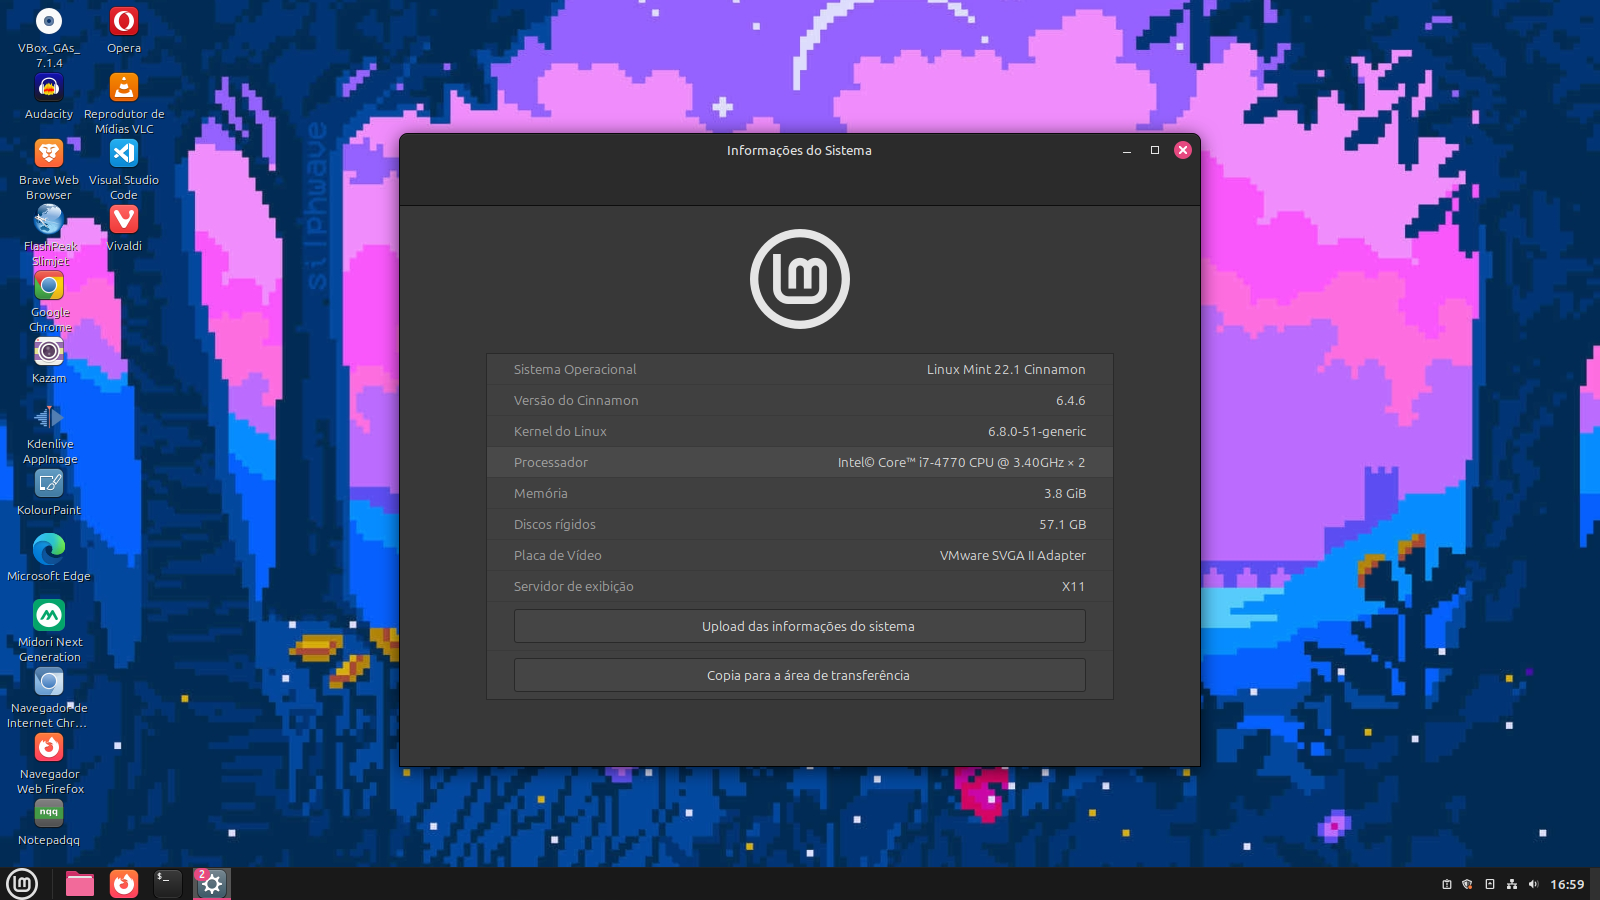 VBox_GAs_
7.1.4
Opera
Audacity
Reprodutor de
Mídias VLC
Brave Web
Browser
Visual Studio
Code
FlashPeak
Slimjet
Vivaldi
Google
Chrome
Kazam
Kdenlive
AppImage
KolourPaint
Microsoft Edge
Midori Next
Generation
Navegador de
Internet Chr...
Navegador
Web Firefox
nqq
Notepadqq
silphwave
Informações do Sistema
Sistema Operacional Linux Mint 22.1 Cinnamon
Versão do Cinnamon 6.4.6
Kernel do Linux 6.8.0-51-generic
Processador Intel© Core™ i7-4770 CPU @ 3.40GHz × 2
Memória 3.8 GiB
Discos rígidos 57.1 GB
Placa de Vídeo VMware SVGA II Adapter
Servidor de exibição X11
Upload das informações do sistema
Copia para a área de transferência
$_
2
16:59